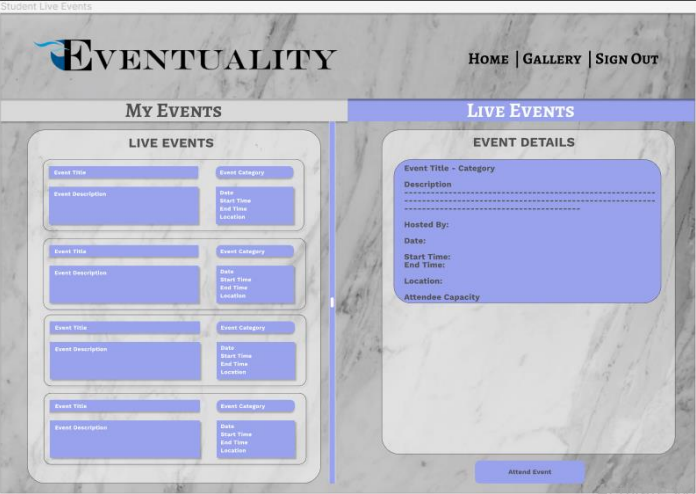 Student Live Events
EVENTUALITY
HOME | GALLERY | SIGN OUT
MY EVENTS
LIVE EVENTS
LIVE EVENTS
Event Title
Event Category
Event Description
Date
Start Time
End Time
Location
Event Title
Event Category
Event Description
Date
Start Time
End Time
Location
Event Title
Event Category
Event Description
Date
Start Time
End Time
Location
Event Title
Event Category
Event Description
Date
Start Time
End Time
Location
EVENT DETAILS
Event Title - Category
Description
Hosted By:
Date:
Start Time:
End Time:
Location:
Attendee Capacity
Attend Event